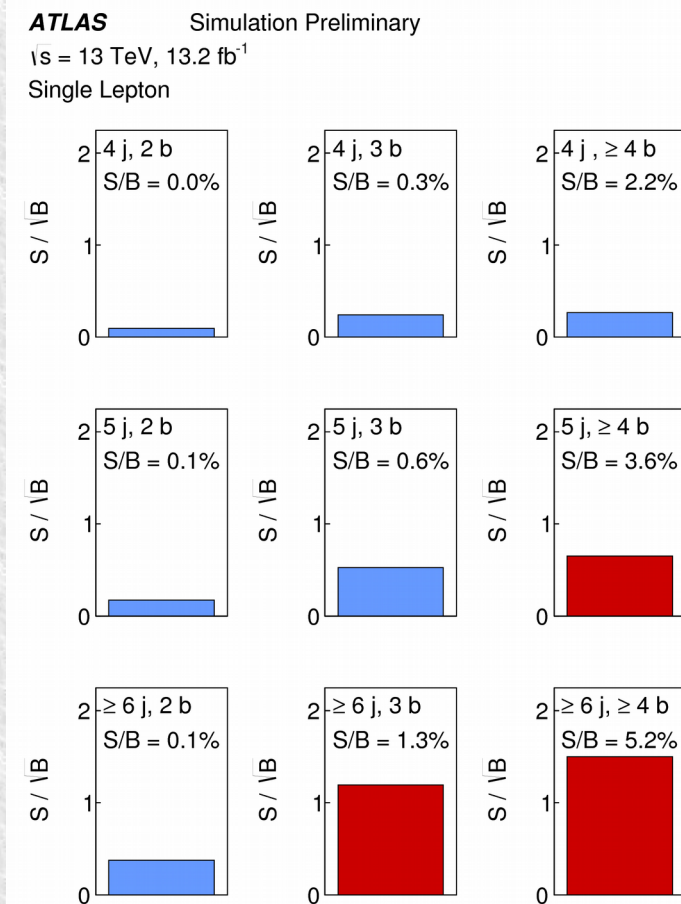 ATLAS Simulation Preliminary
√s = 13 TeV, 13.2 fb⁻¹
Single Lepton
4 j, 2 b
S/B = 0.0%
S / √B
2
1
0
4 j, 3 b
S/B = 0.3%
S / √B
2
1
0
4 j , ≥ 4 b
S/B = 2.2%
S / √B
2
1
0
5 j, 2 b
S/B = 0.1%
S / √B
2
1
0
5 j, 3 b
S/B = 0.6%
S / √B
2
1
0
5 j, ≥ 4 b
S/B = 3.6%
S / √B
2
1
0
≥ 6 j, 2 b
S/B = 0.1%
S / √B
2
1
0
≥ 6 j, 3 b
S/B = 1.3%
S / √B
2
1
0
≥ 6 j, ≥ 4 b
S/B = 5.2%
S / √B
2
1
0